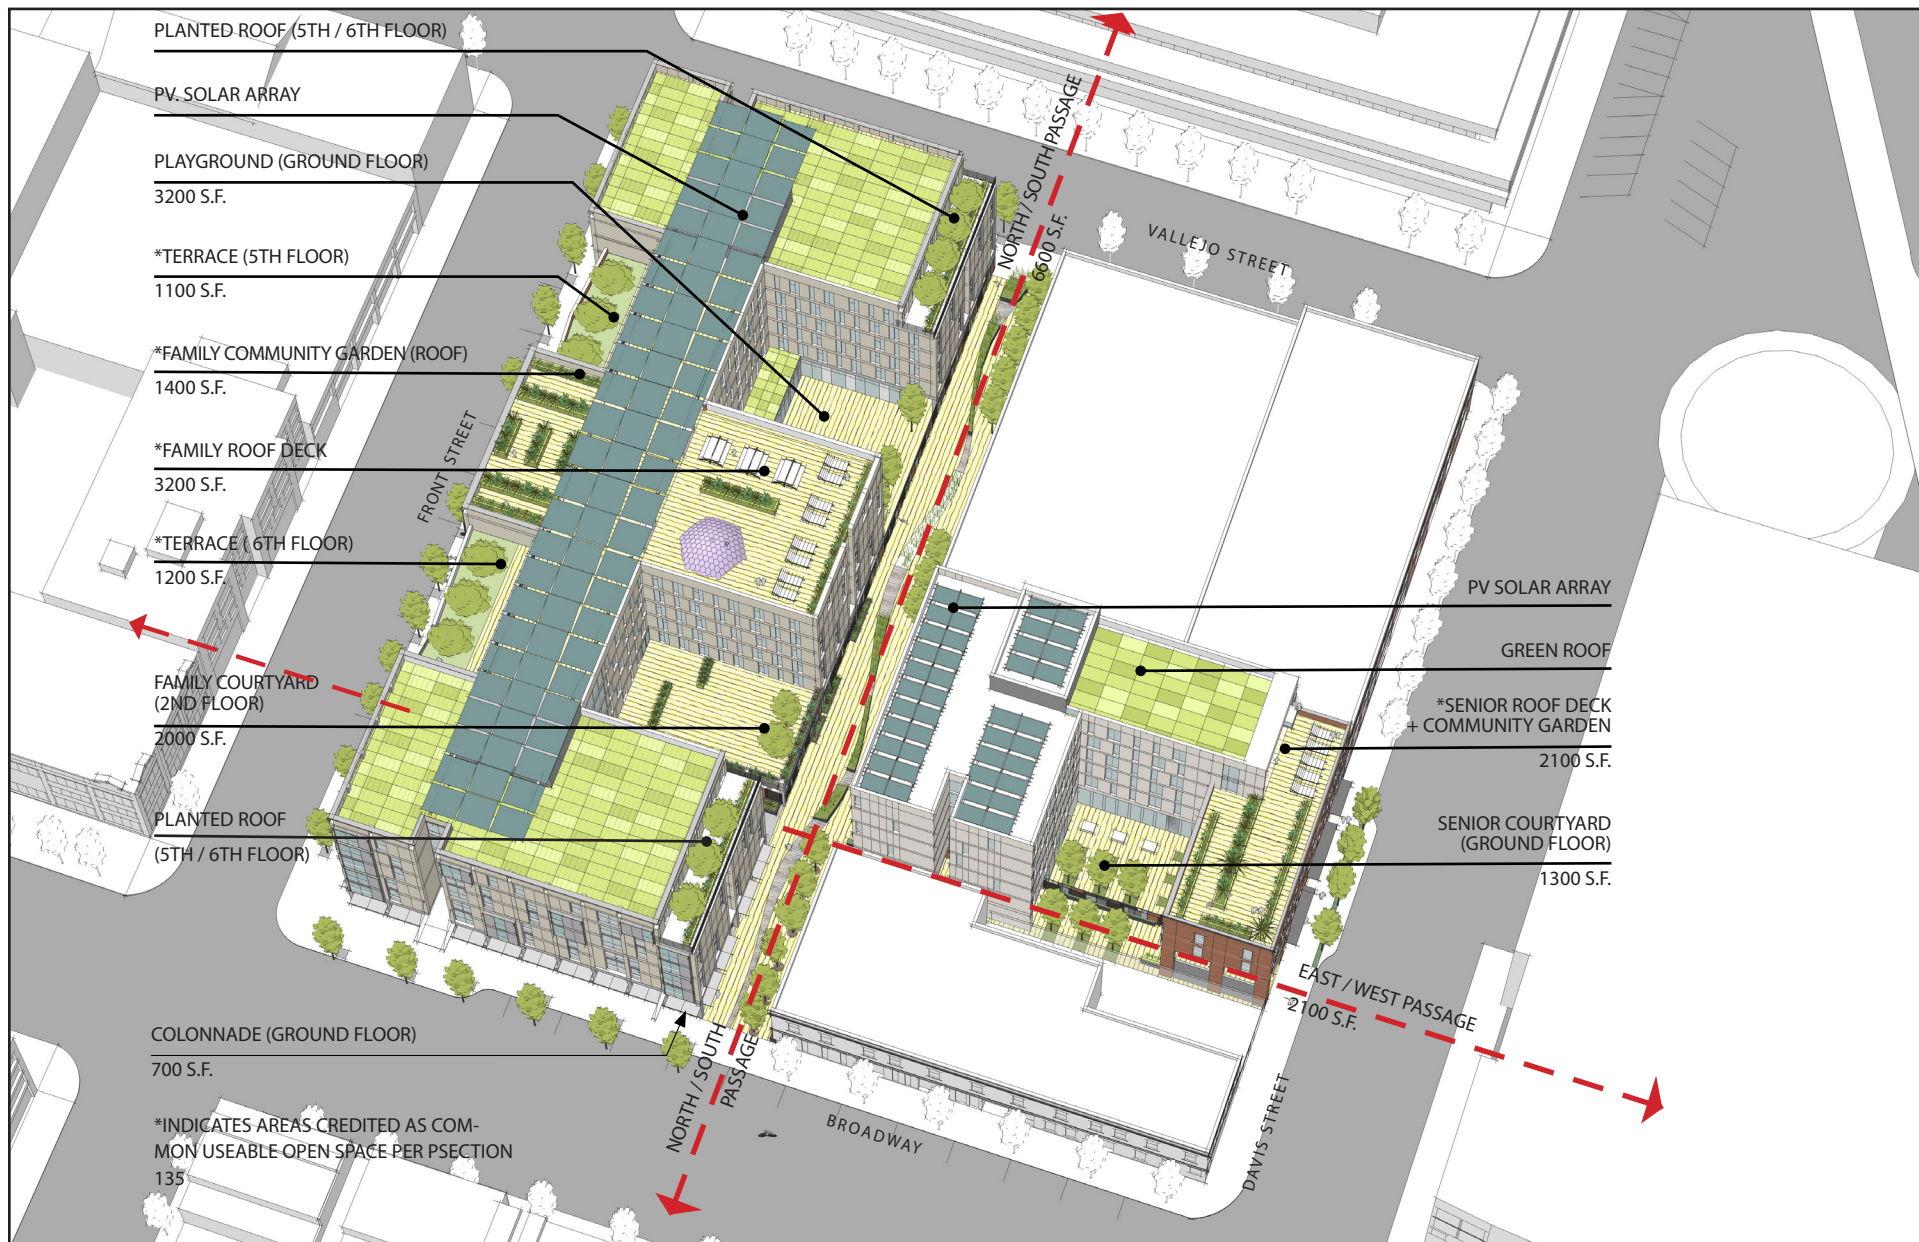 PLANTED ROOF (5TH / 6TH FLOOR)
PV. SOLAR ARRAY
PLAYGROUND (GROUND FLOOR)
3200 S.F.
*TERRACE (5TH FLOOR)
1100 S.F.
*FAMILY COMMUNITY GARDEN (ROOF)
1400 S.F.
*FAMILY ROOF DECK
3200 S.F.
*TERRACE ( 6TH FLOOR)
1200 S.F.
FAMILY COURTYARD
(2ND FLOOR)
2000 S.F.
PLANTED ROOF
(5TH / 6TH FLOOR)
COLONNADE (GROUND FLOOR)
700 S.F.
*INDICATES AREAS CREDITED AS COM-
MON USEABLE OPEN SPACE PER PSECTION
135
FRONT STREET
NORTH / SOUTH PASSAGE
6600 S.F.
VALLEJO STREET
PV SOLAR ARRAY
GREEN ROOF
*SENIOR ROOF DECK
+ COMMUNITY GARDEN
2100 S.F.
SENIOR COURTYARD
(GROUND FLOOR)
1300 S.F.
EAST / WEST PASSAGE
2100 S.F.
NORTH / SOUTH
PASSAGE
BROADWAY
DAVIS STREET